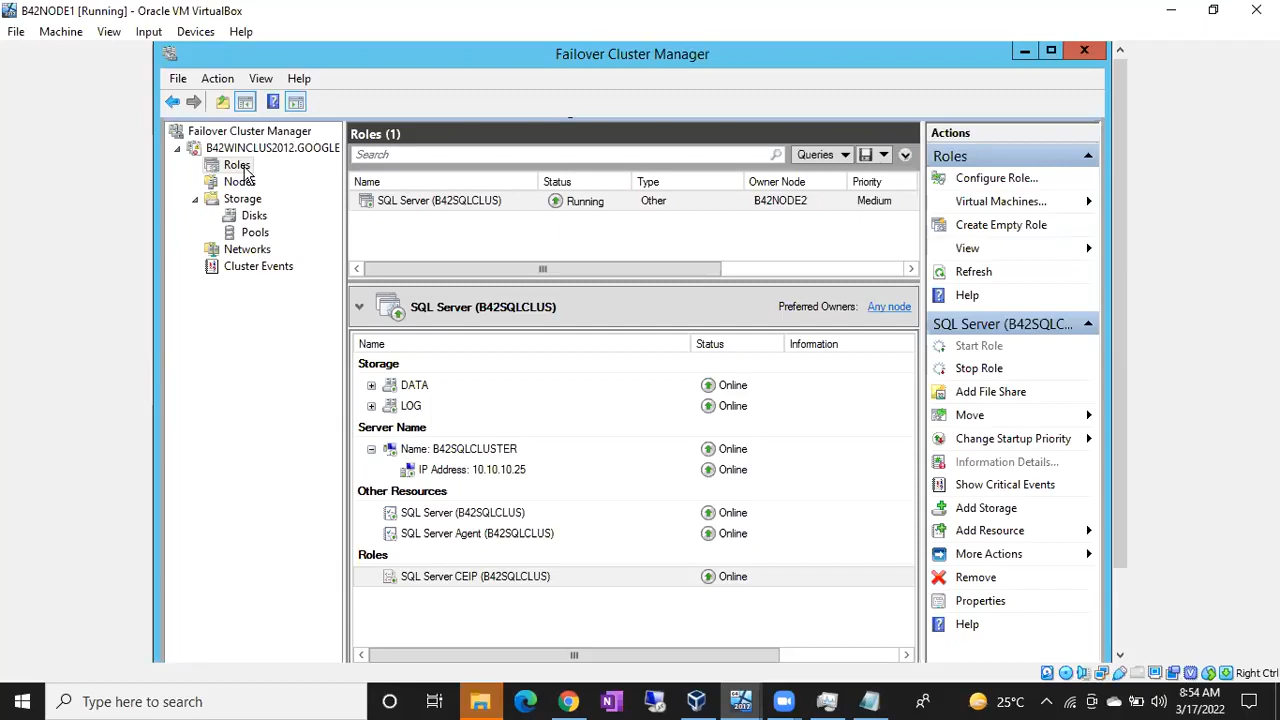 B42NODE1 [Running] - Oracle VM VirtualBox
File Machine View Input Devices Help
Failover Cluster Manager
File Action View Help
Failover Cluster Manager
B42WINCLUS2012.GOOGLE
Roles
Nodes
Storage
Disks
Pools
Networks
Cluster Events
Roles (1)
Search
Queries
Name Status Type Owner Node Priority
SQL Server (B42SQLCLUS) Running Other B42NODE2 Medium
SQL Server (B42SQLCLUS) Preferred Owners: Any node
Name Status Information
Storage
DATA Online
LOG Online
Server Name
Name: B42SQLCLUSTER Online
IP Address: 10.10.10.25 Online
Other Resources
SQL Server (B42SQLCLUS) Online
SQL Server Agent (B42SQLCLUS) Online
Roles
SQL Server CEIP (B42SQLCLUS) Online
Actions
Roles
Configure Role...
Virtual Machines...
Create Empty Role
View
Refresh
Help
SQL Server (B42SQLC...
Start Role
Stop Role
Add File Share
Move
Change Startup Priority
Information Details...
Show Critical Events
Add Storage
Add Resource
More Actions
Remove
Properties
Help
Right Ctrl
Type here to search
25°C
8:54 AM
3/17/2022